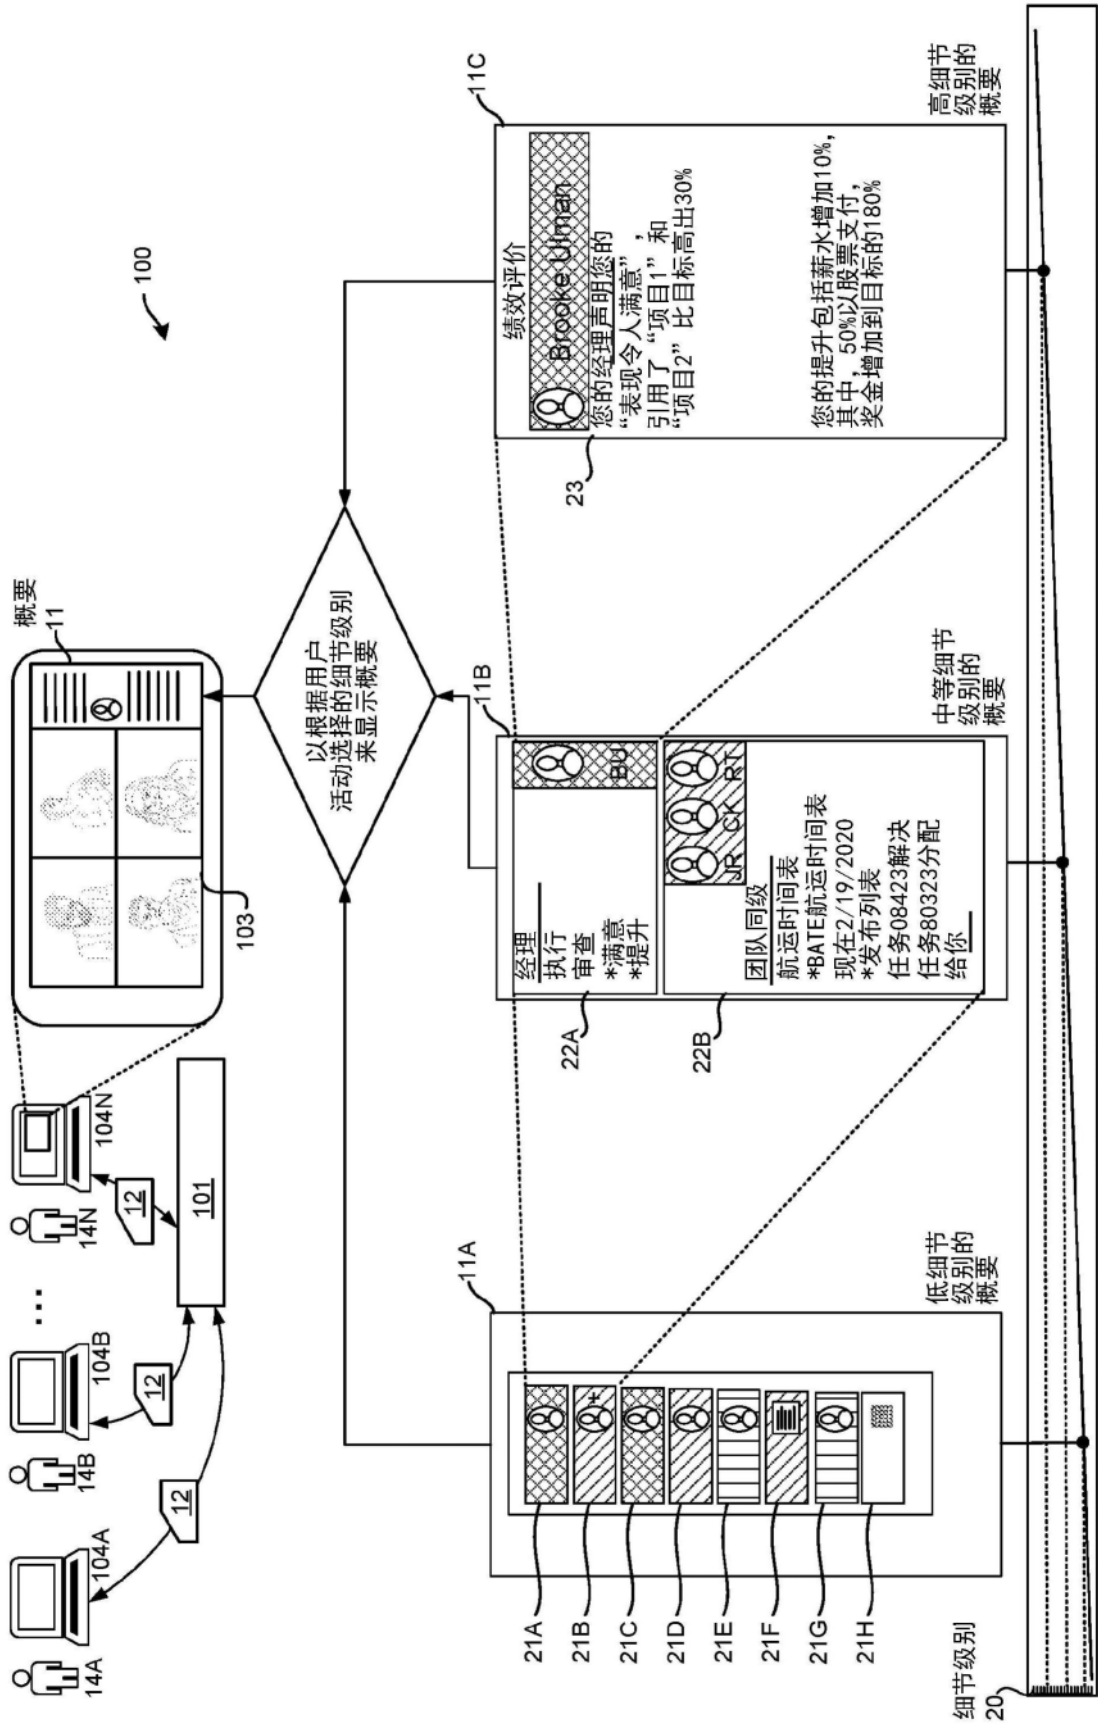 100
14A
104A
14B
104B
...
14N
104N
12
12
12
101
103
概要
11
以根据用户
活动选择的细节级别
来显示概要
11A
21A
21B
+
21C
21D
21E
21F
21G
21H
低细节
级别的
概要
11B
22A
经理
执行
审查
*满意
*提升
BU
22B
JR CK RT
团队同级
航运时间表
*BATE航运时间表
现在2/19/2020
*发布列表
任务08423解决
任务80323分配
给你
中等细节
级别的
概要
11C
绩效评价
Brooke Ulman
23
您的经理声明您的
“表现令人满意”,
引用了“项目1”和
“项目2”比目标高出30%
您的提升包括薪水增加10%,
其中, 50%以股票支付,
奖金增加到目标的180%
高细节
级别的
概要
细节级别
20